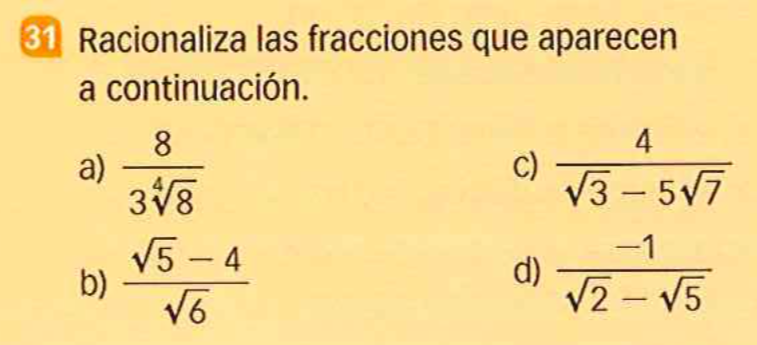 31 Racionaliza las fracciones que aparecen
a continuación.
a) 8/(3∜8)
c) 4/(√3 − 5√7)
b) (√5 − 4)/√6
d) −1/(√2 − √5)